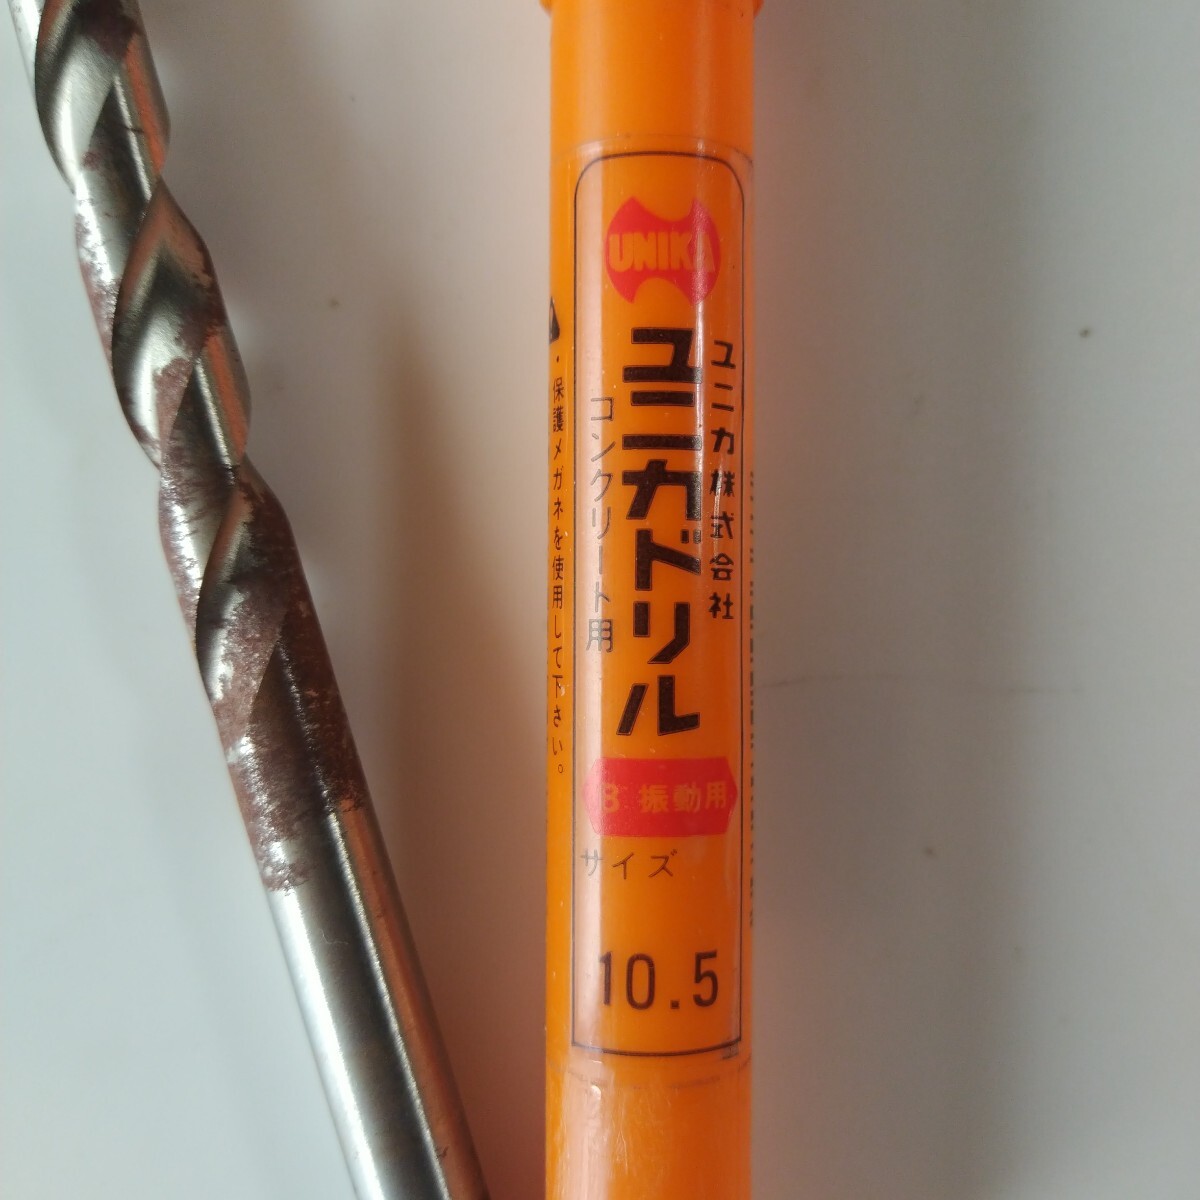 UNIKA
ユニカ株式会社
ユニカドリル
コンクリート用
B 振動用
サイズ
10.5
・保護メガネを使用して下さい。